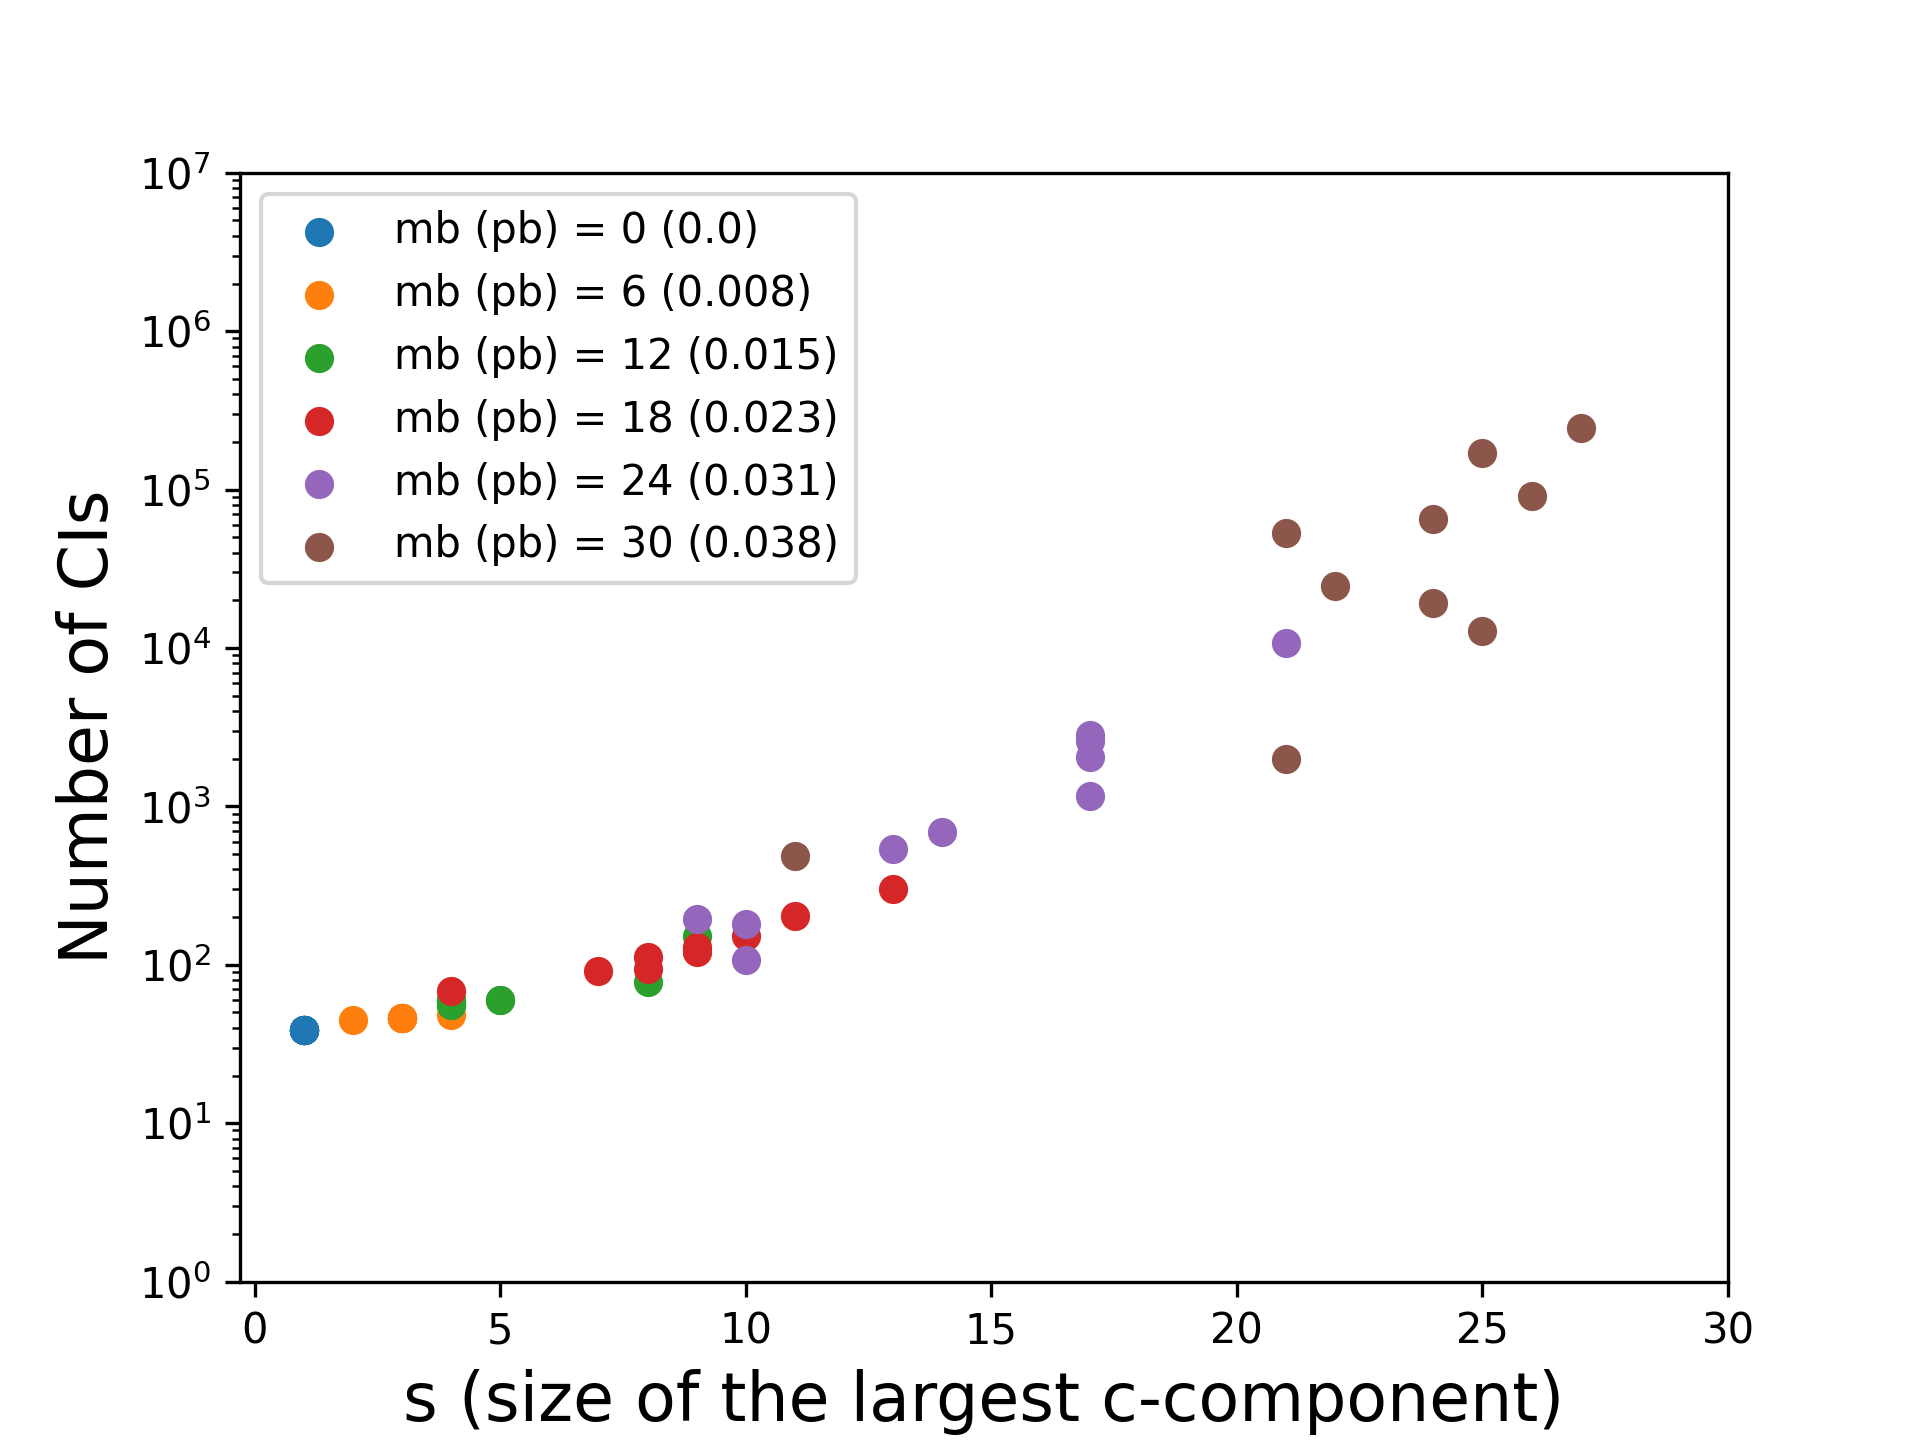 10^7
10^6
10^5
10^4
10^3
10^2
10^1
10^0
Number of CIs
mb (pb) = 0 (0.0)
mb (pb) = 6 (0.008)
mb (pb) = 12 (0.015)
mb (pb) = 18 (0.023)
mb (pb) = 24 (0.031)
mb (pb) = 30 (0.038)
0 5 10 15 20 25 30
s (size of the largest c-component)